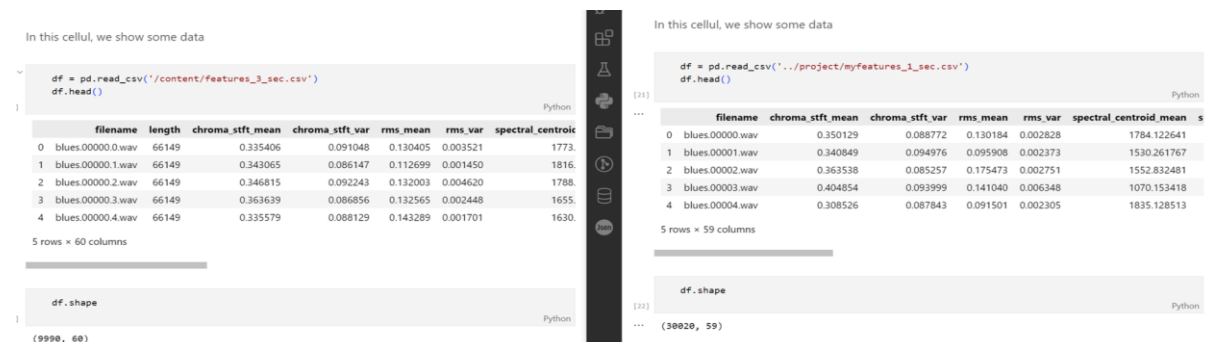 In this cellul, we show some data
df = pd.read_csv('/content/features_3_sec.csv')
df.head()
Python
filename length chroma_stft_mean chroma_stft_var rms_mean rms_var spectral_centroid
0 blues.00000.0.wav 66149 0.335406 0.091048 0.130405 0.003521 1773.
1 blues.00000.1.wav 66149 0.343065 0.086147 0.112699 0.001450 1816.
2 blues.00000.2.wav 66149 0.346815 0.092243 0.132003 0.004620 1788.
3 blues.00000.3.wav 66149 0.363639 0.086856 0.132565 0.002448 1655.
4 blues.00000.4.wav 66149 0.335579 0.088129 0.143289 0.001701 1630.
5 rows × 60 columns
df.shape
Python
(9990, 60)
Json
In this cellul, we show some data
df = pd.read_csv('../project/myfeatures_1_sec.csv')
df.head()
[21]
Python
...
filename chroma_stft_mean chroma_stft_var rms_mean rms_var spectral_centroid_mean s
0 blues.00000.wav 0.350129 0.088772 0.130184 0.002828 1784.122641
1 blues.00001.wav 0.340849 0.094976 0.095908 0.002373 1530.261767
2 blues.00002.wav 0.363538 0.085257 0.175473 0.002751 1552.832481
3 blues.00003.wav 0.404854 0.093999 0.141040 0.006348 1070.153418
4 blues.00004.wav 0.308526 0.087843 0.091501 0.002305 1835.128513
5 rows × 59 columns
df.shape
[22]
Python
... (30020, 59)